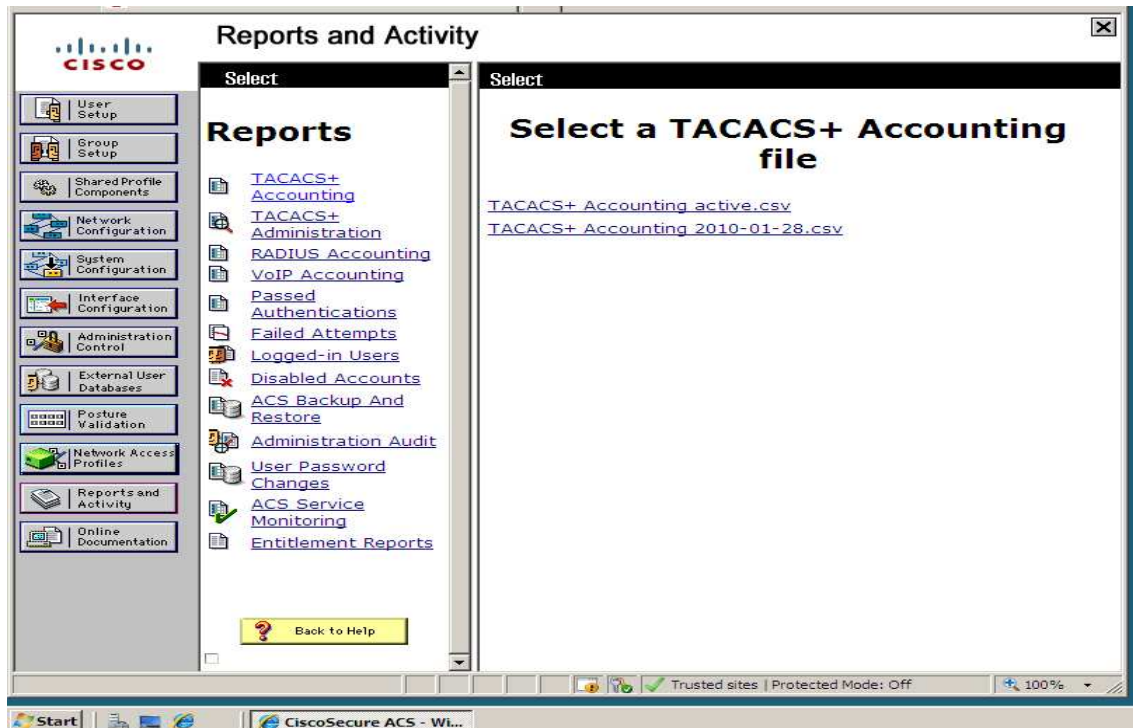 Reports and Activity
CISCO
User
Setup
Group
Setup
Shared Profile
Components
Network
Configuration
System
Configuration
Interface
Configuration
Administration
Control
External User
Databases
Posture
Validation
Network Access
Profiles
Reports and
Activity
Online
Documentation
Select
Reports
TACACS+
Accounting
TACACS+
Administration
RADIUS Accounting
VoIP Accounting
Passed
Authentications
Failed Attempts
Logged-in Users
Disabled Accounts
ACS Backup And
Restore
Administration Audit
User Password
Changes
ACS Service
Monitoring
Entitlement Reports
Back to Help
Select
Select a TACACS+ Accounting
file
TACACS+ Accounting active.csv
TACACS+ Accounting 2010-01-28.csv
Trusted sites | Protected Mode: Off
100%
Start
CiscoSecure ACS - Wi...